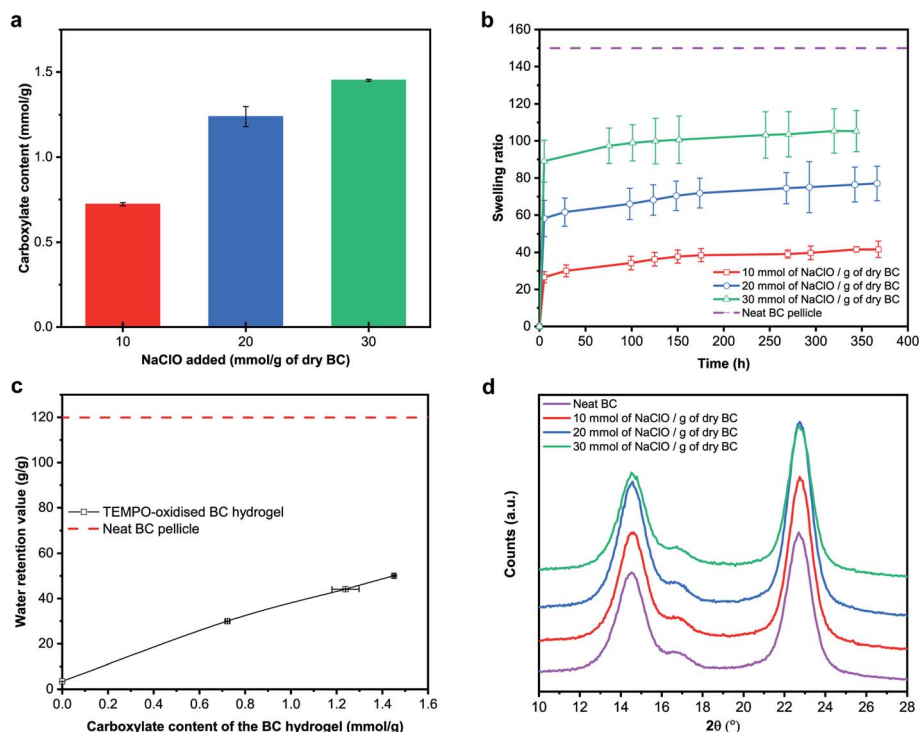 a
Carboxylate content (mmol/g)
1.5
1.0
0.5
0.0
10
20
30
NaClO added (mmol/g of dry BC)
b
Swelling ratio
160
140
120
100
80
60
40
20
0
0
50
100
150
200
250
300
350
400
10 mmol of NaClO / g of dry BC
20 mmol of NaClO / g of dry BC
30 mmol of NaClO / g of dry BC
Neat BC pellicle
Time (h)
c
Water retention value (g/g)
120
100
80
60
40
20
0
TEMPO-oxidised BC hydrogel
Neat BC pellicle
0.0
0.2
0.4
0.6
0.8
1.0
1.2
1.4
1.6
Carboxylate content of the BC hydrogel (mmol/g)
d
Counts (a.u.)
Neat BC
10 mmol of NaClO / g of dry BC
20 mmol of NaClO / g of dry BC
30 mmol of NaClO / g of dry BC
10
12
14
16
18
20
22
24
26
28
2θ (°)